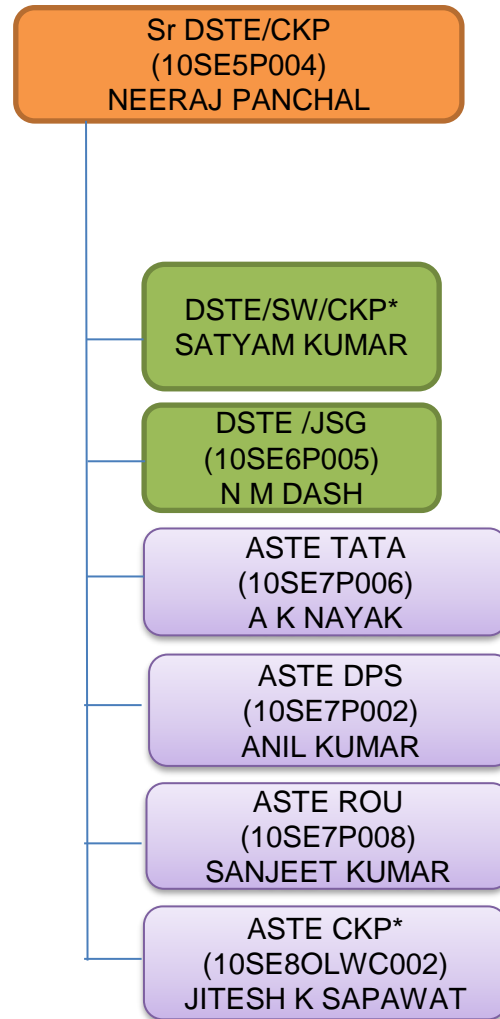 Sr DSTE/CKP
(10SE5P004)
NEERAJ PANCHAL
DSTE/SW/CKP*
SATYAM KUMAR
DSTE /JSG
(10SE6P005)
N M DASH
ASTE TATA
(10SE7P006)
A K NAYAK
ASTE DPS
(10SE7P002)
ANIL KUMAR
ASTE ROU
(10SE7P008)
SANJEET KUMAR
ASTE CKP*
(10SE8OLWC002)
JITESH K SAPAWAT